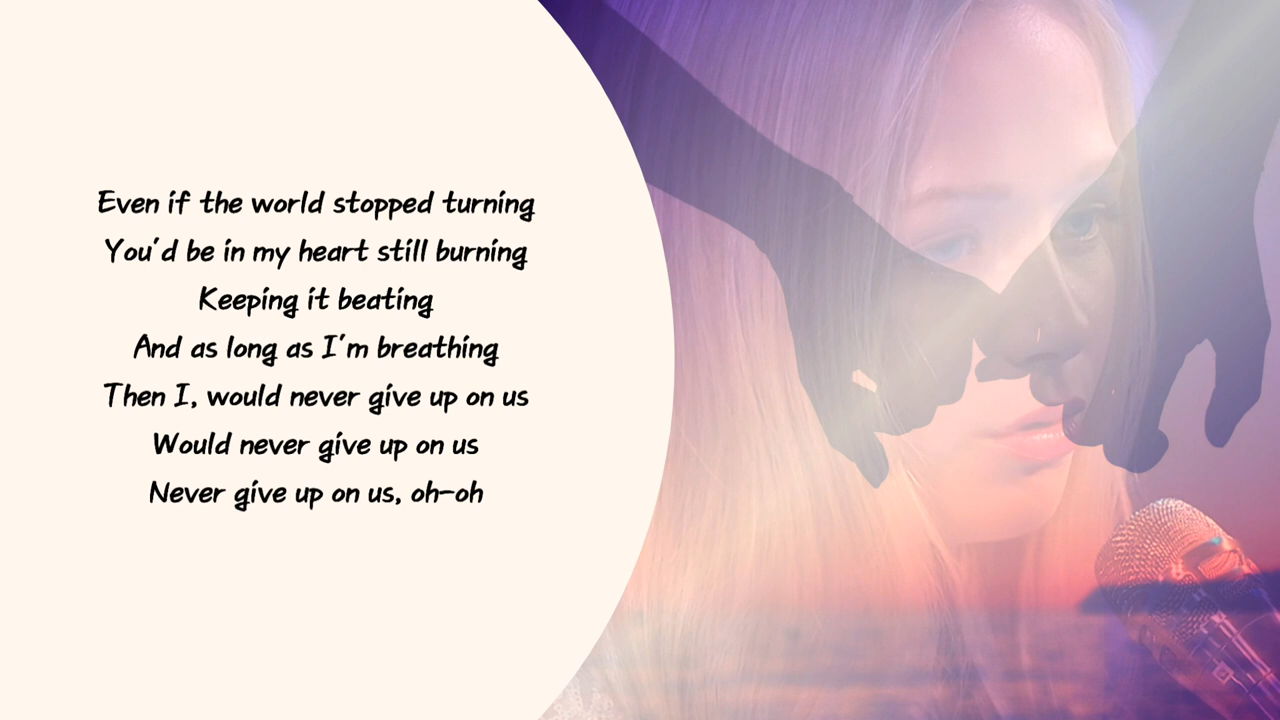 Even if the world stopped turning
You'd be in my heart still burning
Keeping it beating
And as long as I'm breathing
Then I, would never give up on us
Would never give up on us
Never give up on us, oh-oh